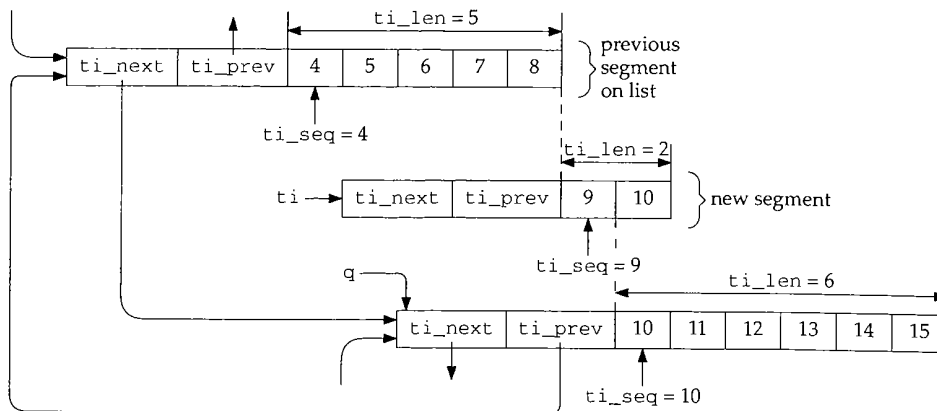 ti_len = 5
ti_next ti_prev 4 5 6 7 8
previous
segment
on list
ti_seq = 4
ti_len = 2
ti ti_next ti_prev 9 10
new segment
ti_seq = 9
q
ti_len = 6
ti_next ti_prev 10 11 12 13 14 15
ti_seq = 10